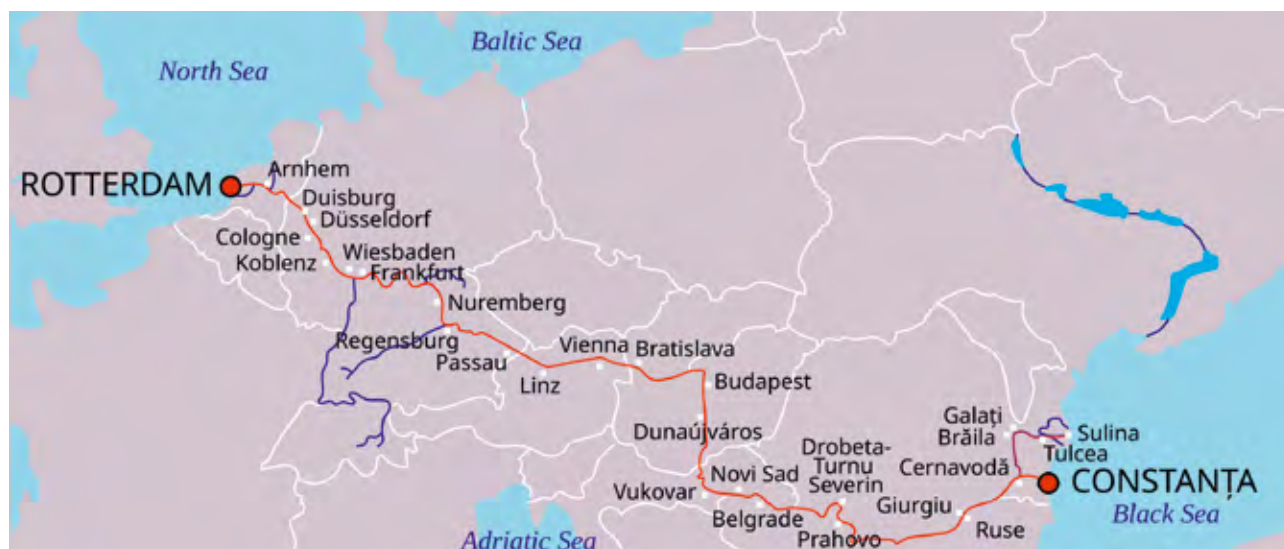 Baltic Sea
North Sea
Arnhem
ROTTERDAM
Duisburg
Düsseldorf
Cologne
Wiesbaden
Koblenz
Frankfurt
Nuremberg
Regensburg
Vienna
Bratislava
Passau
Linz
Budapest
Dunaújváros
Galați
Brăila
Sulina
Tulcea
Drobeta-
Turnu
Severin
Novi Sad
Cernavodă
CONSTANȚA
Vukovar
Giurgiu
Belgrade
Ruse
Black Sea
Prahovo
Adriatic Sea